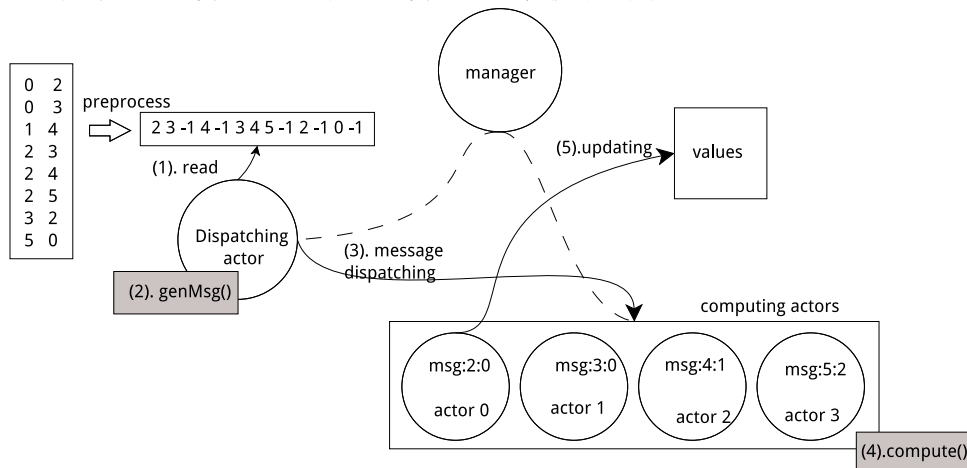 manager
0 2
0 3
1 4
2 3
2 4
2 5
3 2
5 0
preprocess
2 3 -1 4 -1 3 4 5 -1 2 -1 0 -1
(1). read
(5).updating
values
Dispatching
actor
(2). genMsg()
(3). message
dispatching
computing actors
msg:2:0
actor 0
msg:3:0
actor 1
msg:4:1
actor 2
msg:5:2
actor 3
(4).compute()